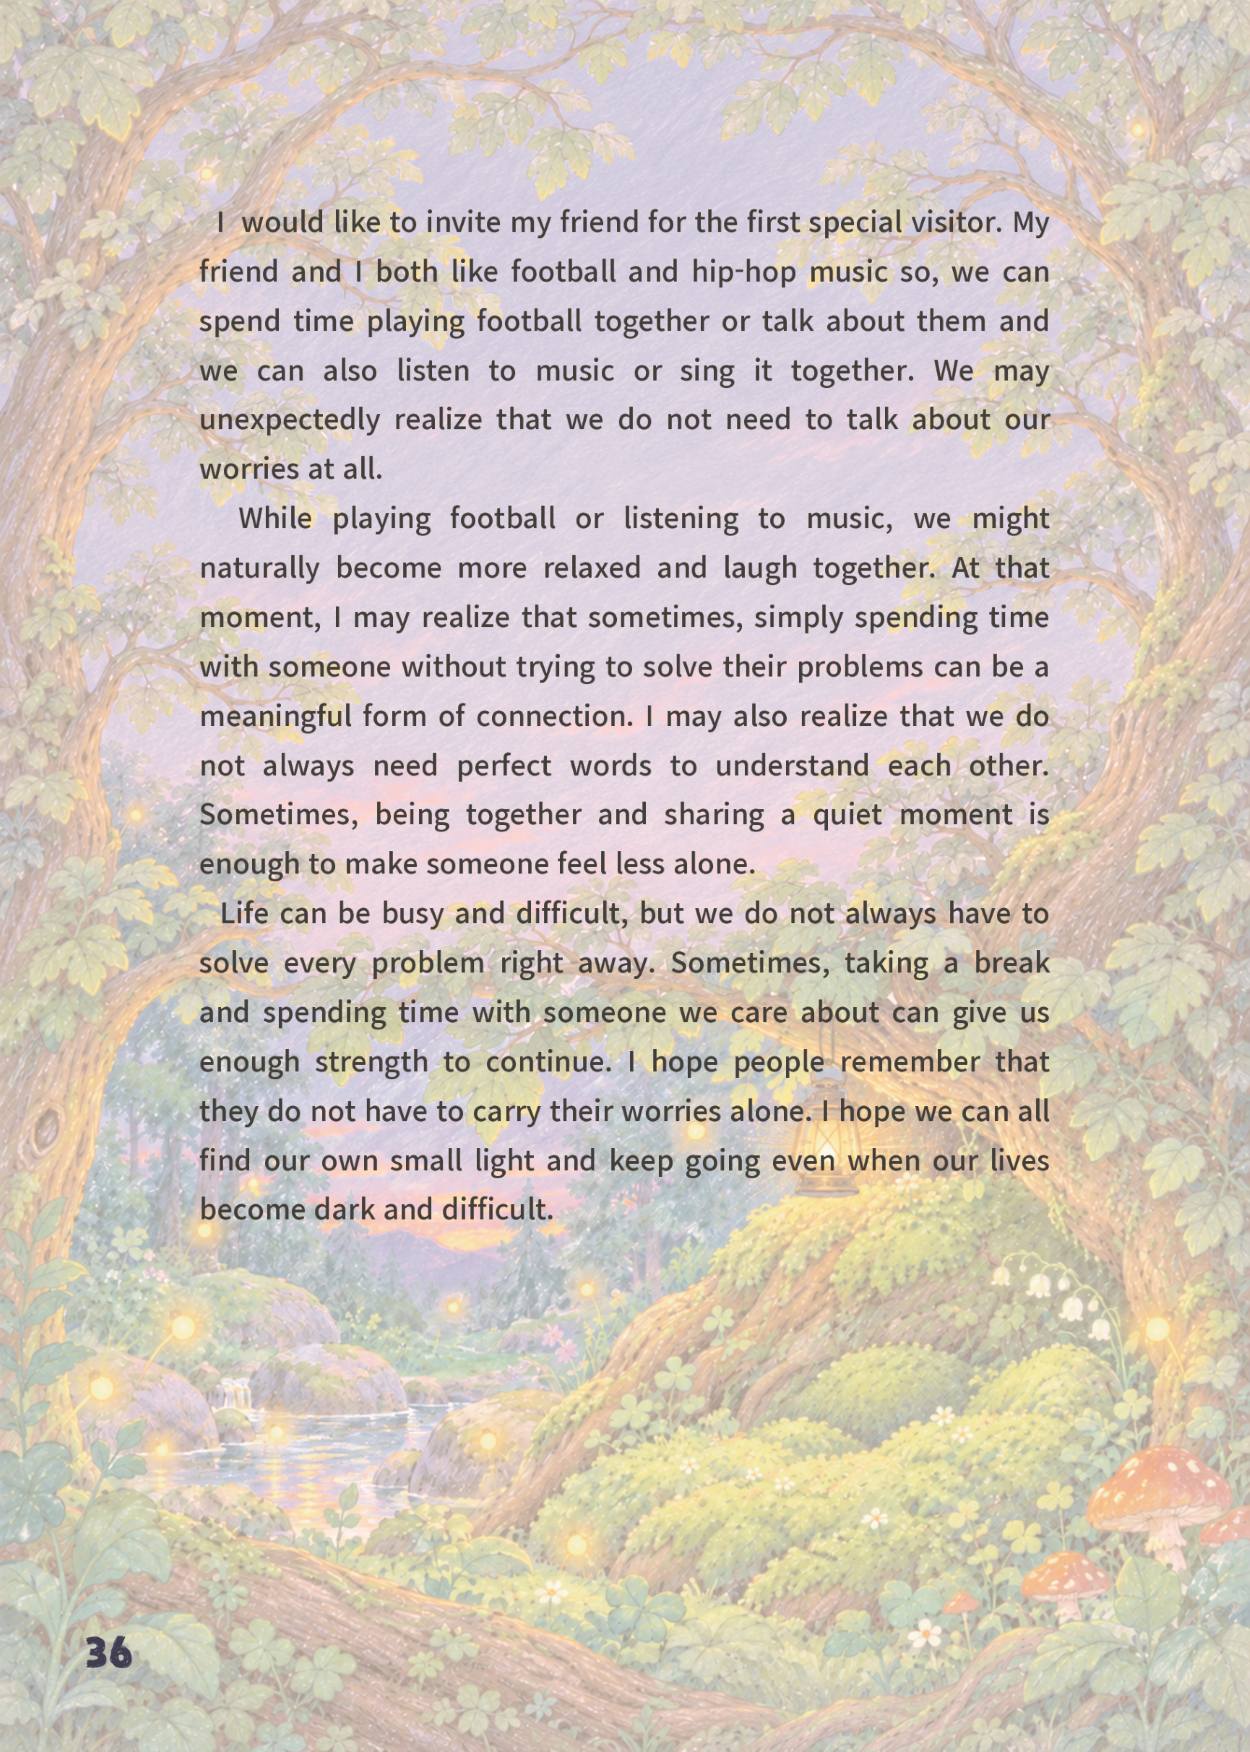 I would like to invite my friend for the first special visitor. My
friend and I both like football and hip-hop music so, we can
spend time playing football together or talk about them and
we can also listen to music or sing it together. We may
unexpectedly realize that we do not need to talk about our
worries at all.
While playing football or listening to music, we might
naturally become more relaxed and laugh together. At that
moment, I may realize that sometimes, simply spending time
with someone without trying to solve their problems can be a
meaningful form of connection. I may also realize that we do
not always need perfect words to understand each other.
Sometimes, being together and sharing a quiet moment is
enough to make someone feel less alone.
Life can be busy and difficult, but we do not always have to
solve every problem right away. Sometimes, taking a break
and spending time with someone we care about can give us
enough strength to continue. I hope people remember that
they do not have to carry their worries alone. I hope we can all
find our own small light and keep going even when our lives
become dark and difficult.
36